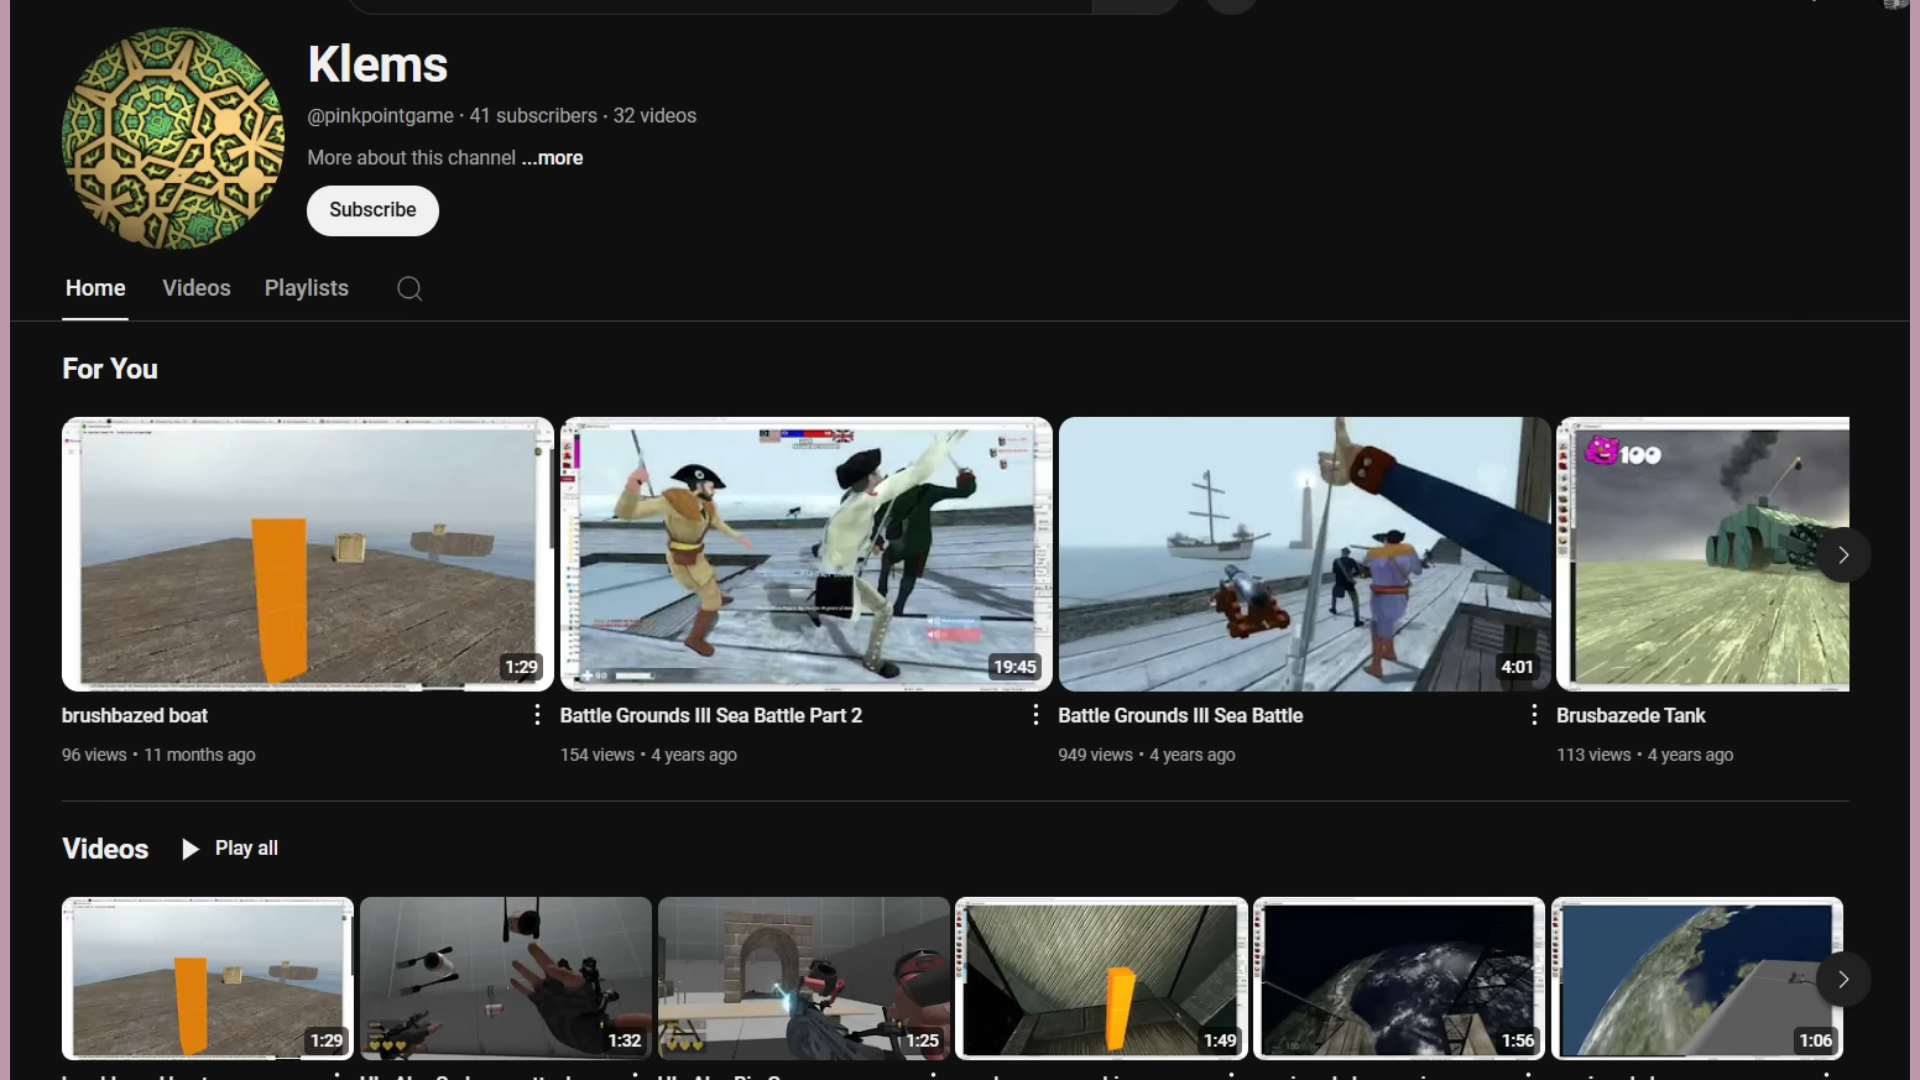 Klems
@pinkpointgame · 41 subscribers · 32 videos
More about this channel ...more
Subscribe
Home Videos Playlists
For You
100
1:29 19:45 4:01
brushbazed boat Battle Grounds III Sea Battle Part 2 Battle Grounds III Sea Battle Brusbazede Tank
96 views • 11 months ago 154 views • 4 years ago 949 views • 4 years ago 113 views • 4 years ago
Videos Play all
1:29 1:32 1:25 1:49 1:56 1:06